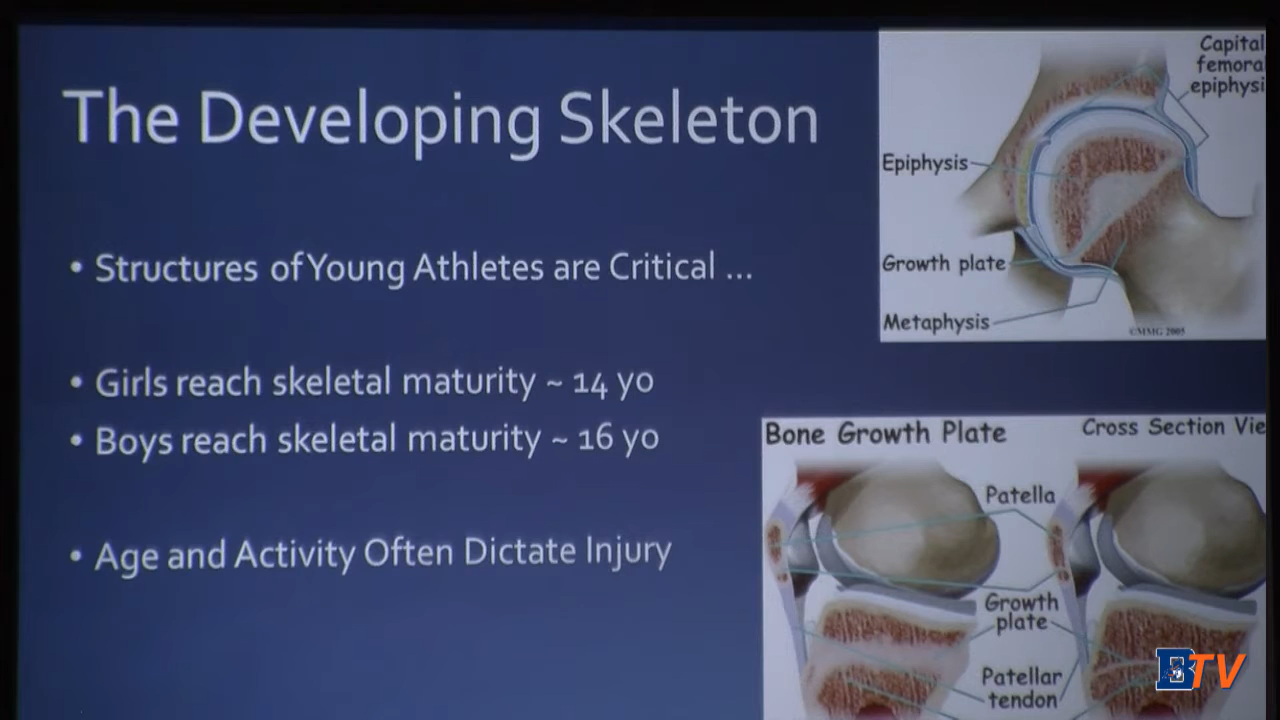 The Developing Skeleton
• Structures of Young Athletes are Critical ...
• Girls reach skeletal maturity ~ 14 yo
• Boys reach skeletal maturity ~ 16 yo
• Age and Activity Often Dictate Injury
Capital
femora
epiphysi
Epiphysis
Growth plate
Metaphysis
©MMG 2005
Bone Growth Plate
Cross Section Vie
Patella
Growth
plate
Patellar
tendon
BTV